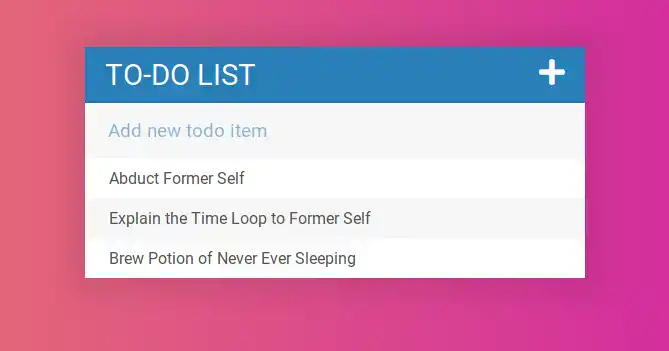 TO-DO LIST
Add new todo item
Abduct Former Self
Explain the Time Loop to Former Self
Brew Potion of Never Ever Sleeping